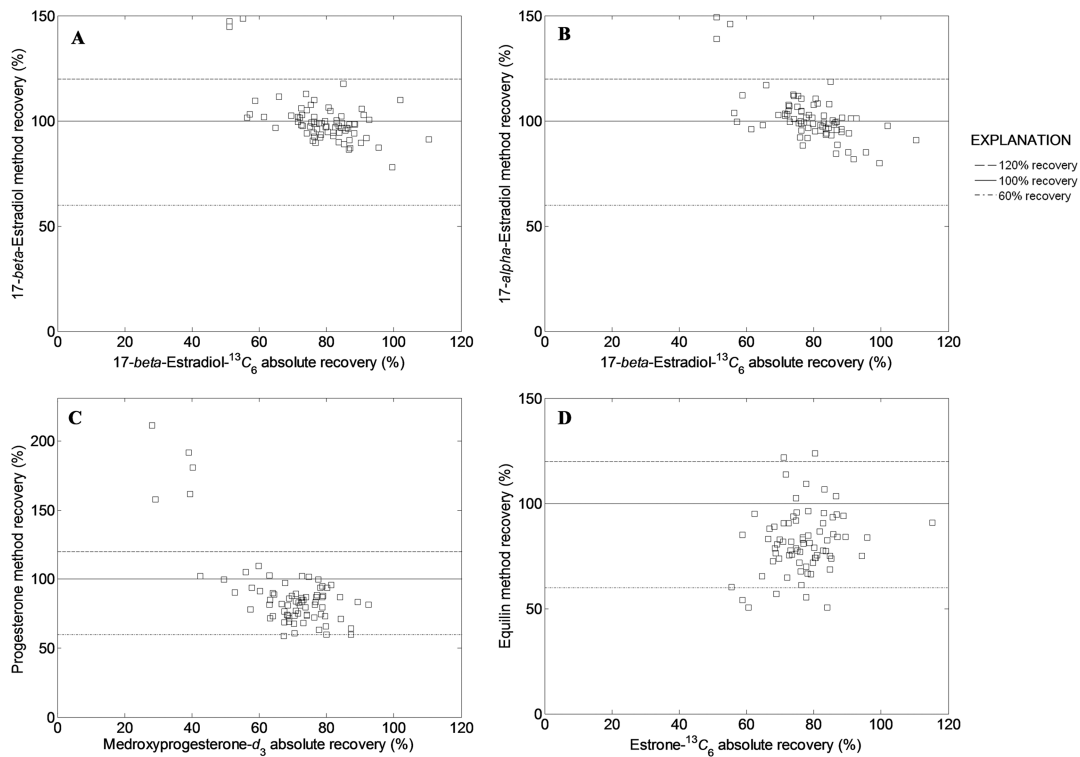 A
150
100
50
0
0 20 40 60 80 100 120
17-beta-Estradiol method recovery (%)
17-beta-Estradiol-¹³C₆ absolute recovery (%)
B
150
100
50
0
0 20 40 60 80 100 120
17-alpha-Estradiol method recovery (%)
17-beta-Estradiol-¹³C₆ absolute recovery (%)
EXPLANATION
120% recovery
100% recovery
60% recovery
C
200
150
100
50
0
0 20 40 60 80 100 120
Progesterone method recovery (%)
Medroxyprogesterone-d₃ absolute recovery (%)
D
150
100
50
0
0 20 40 60 80 100 120
Equilin method recovery (%)
Estrone-¹³C₆ absolute recovery (%)